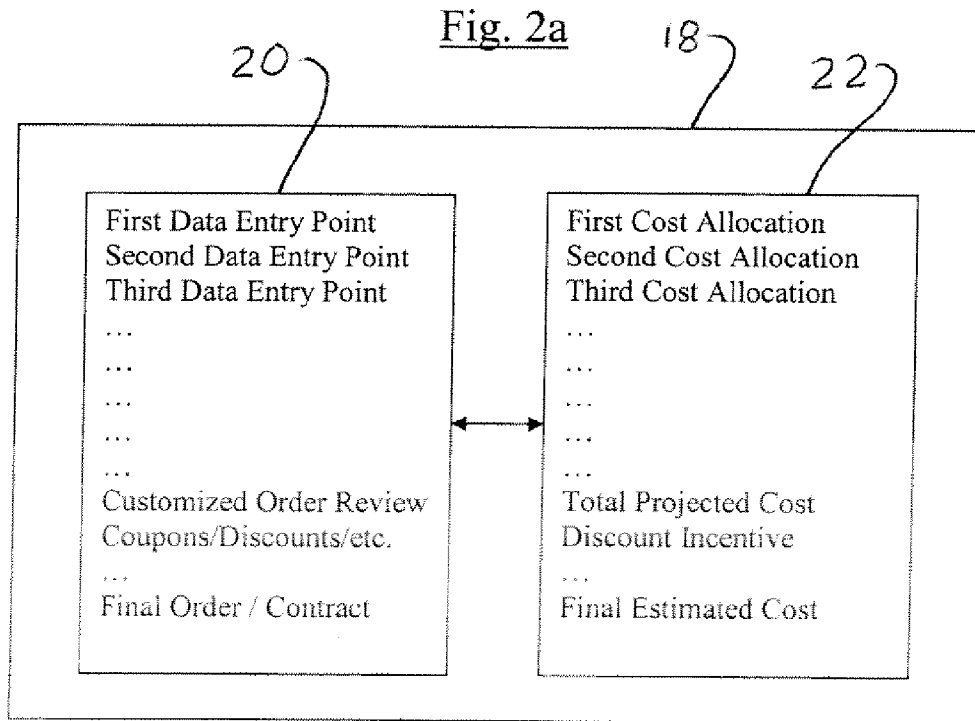 Fig. 2a
20
18
22
First Data Entry Point
Second Data Entry Point
Third Data Entry Point
...
...
...
...
...
Customized Order Review
Coupons/Discounts/etc.
...
Final Order / Contract
First Cost Allocation
Second Cost Allocation
Third Cost Allocation
...
...
...
...
...
Total Projected Cost
Discount Incentive
...
Final Estimated Cost